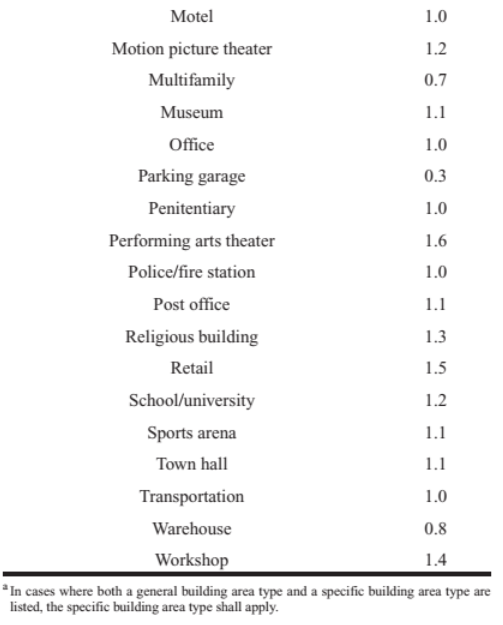 Motel 1.0
Motion picture theater 1.2
Multifamily 0.7
Museum 1.1
Office 1.0
Parking garage 0.3
Penitentiary 1.0
Performing arts theater 1.6
Police/fire station 1.0
Post office 1.1
Religious building 1.3
Retail 1.5
School/university 1.2
Sports arena 1.1
Town hall 1.1
Transportation 1.0
Warehouse 0.8
Workshop 1.4
a In cases where both a general building area type and a specific building area type are
listed, the specific building area type shall apply.